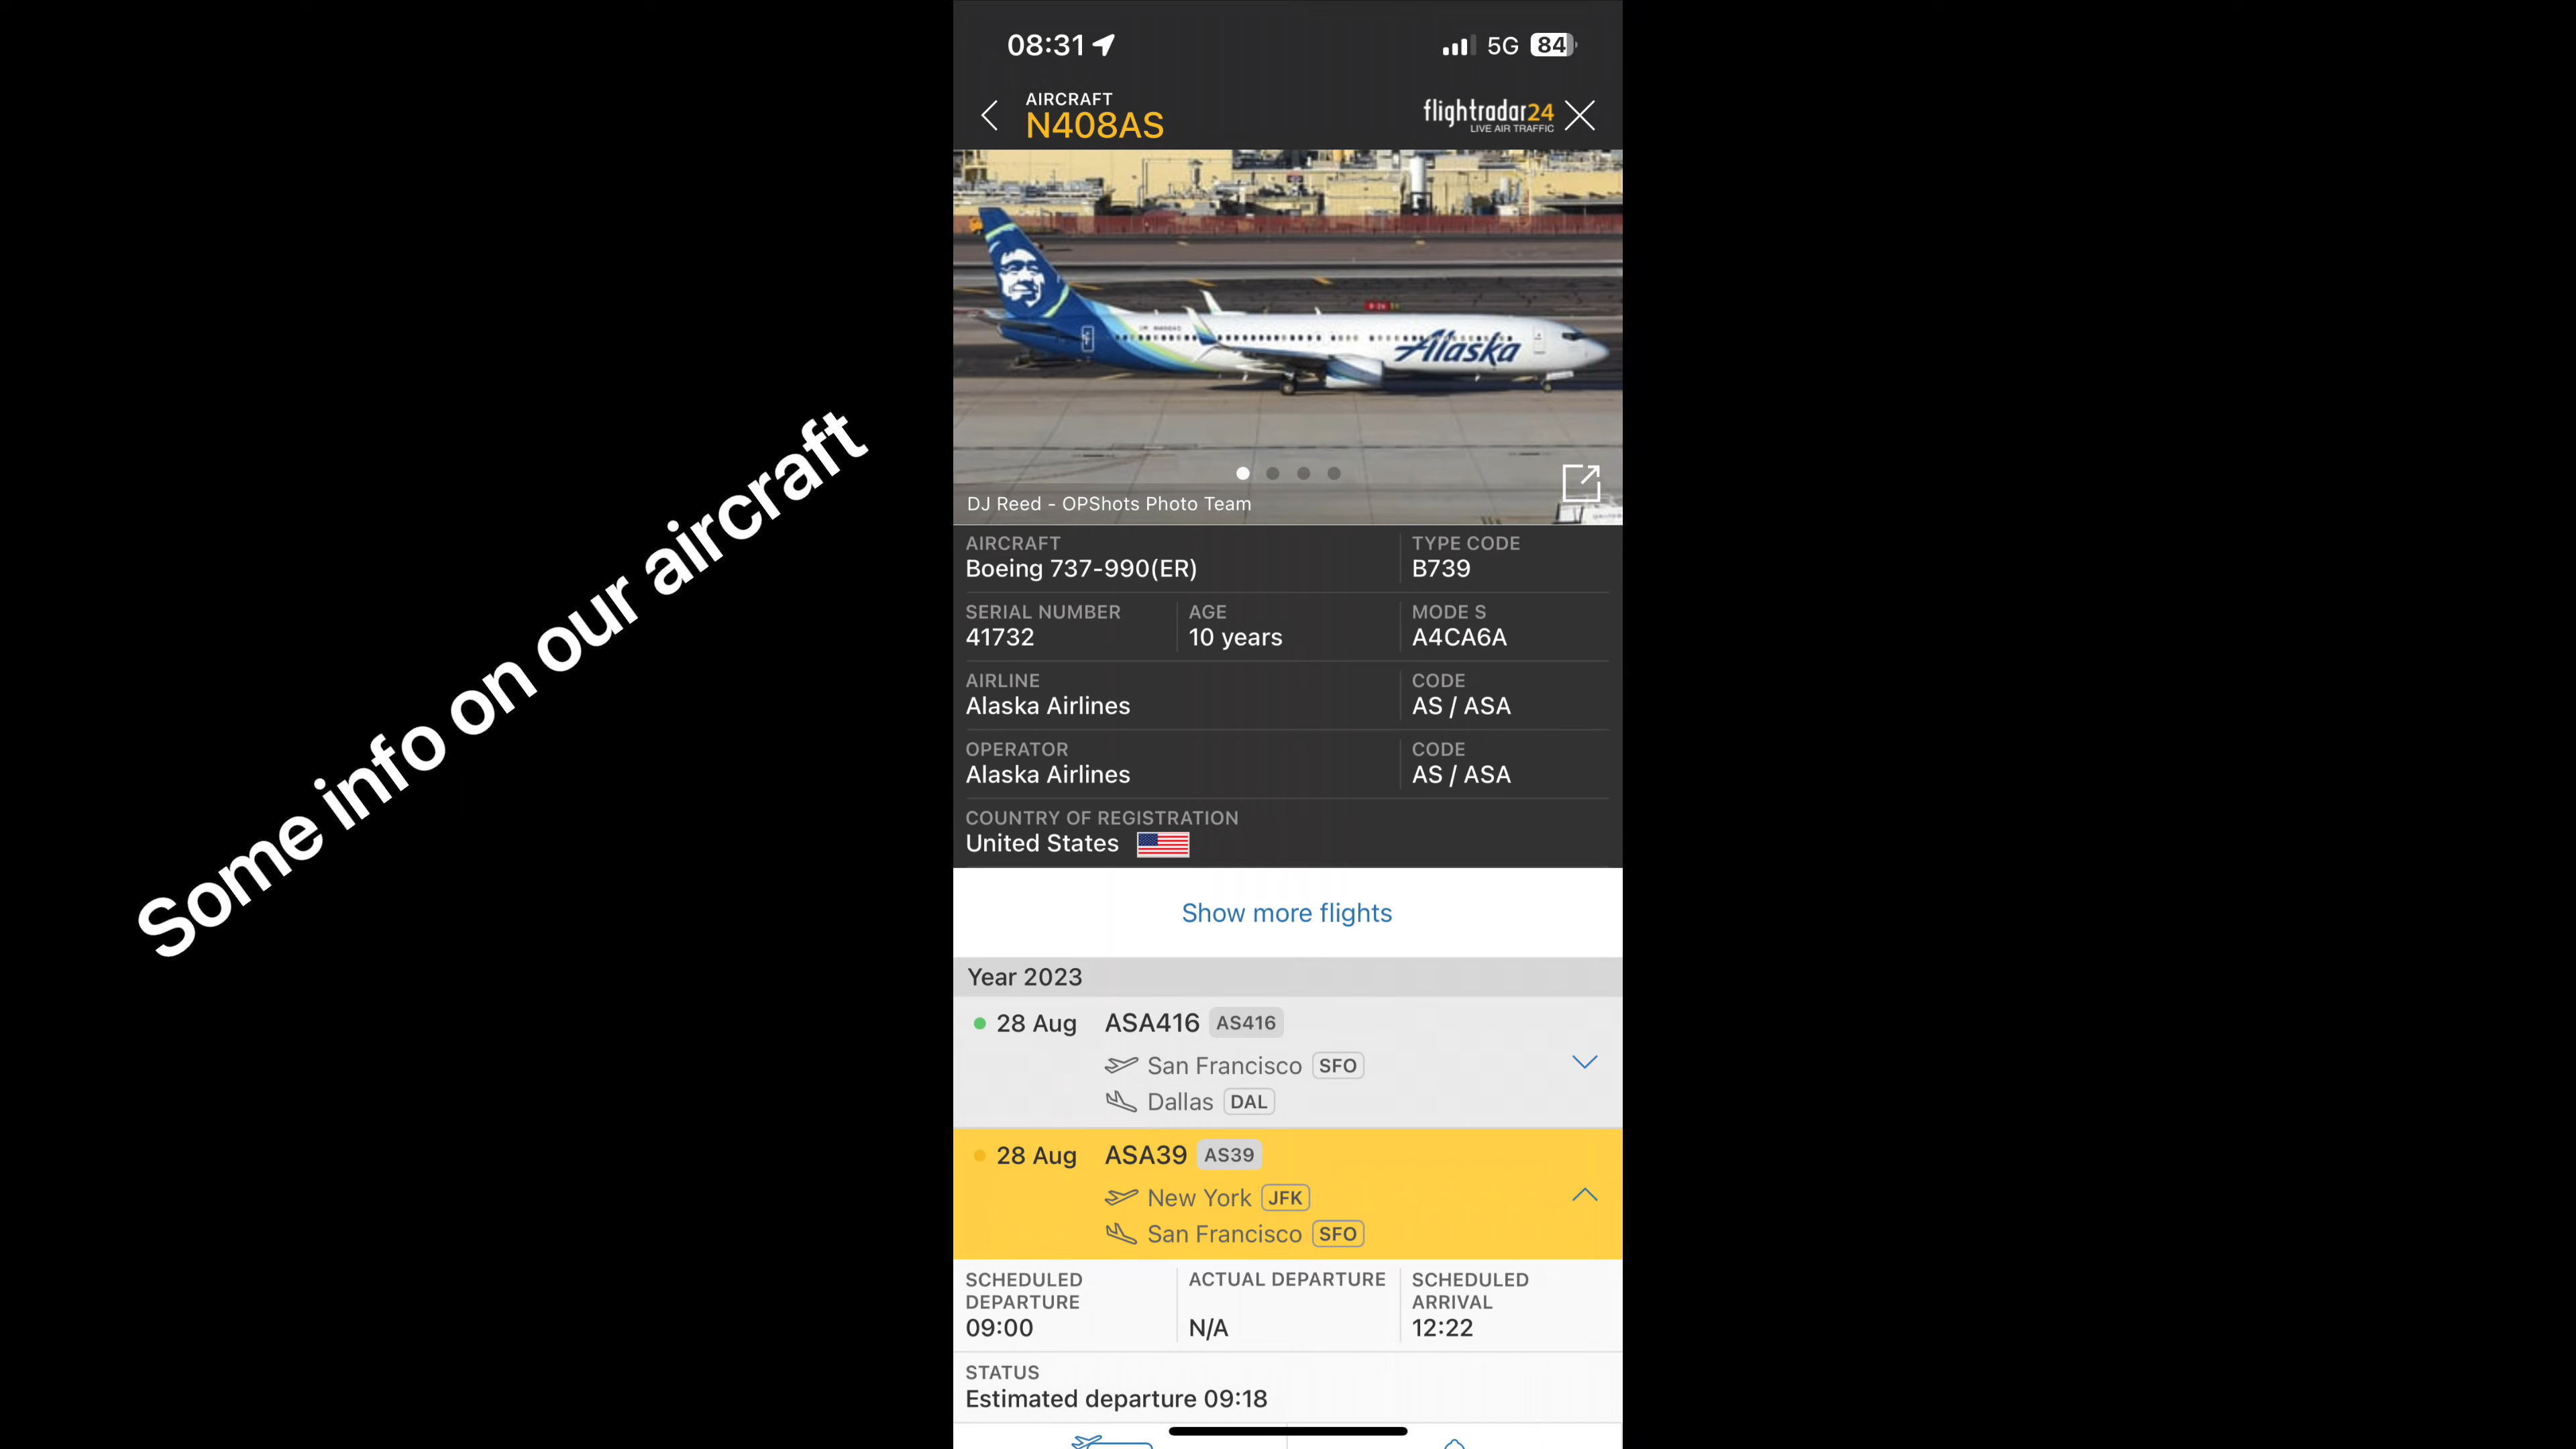 Some info on our aircraft
08:31
5G
84
AIRCRAFT
N408AS
flightradar24
LIVE AIR TRAFFIC
Alaska
DJ Reed - OPShots Photo Team
AIRCRAFT
Boeing 737-990(ER)
TYPE CODE
B739
SERIAL NUMBER
41732
AGE
10 years
MODE S
A4CA6A
AIRLINE
Alaska Airlines
CODE
AS / ASA
OPERATOR
Alaska Airlines
CODE
AS / ASA
COUNTRY OF REGISTRATION
United States
Show more flights
Year 2023
28 Aug ASA416 AS416
San Francisco SFO
Dallas DAL
28 Aug ASA39 AS39
New York JFK
San Francisco SFO
SCHEDULED
DEPARTURE
09:00
ACTUAL DEPARTURE
N/A
SCHEDULED
ARRIVAL
12:22
STATUS
Estimated departure 09:18